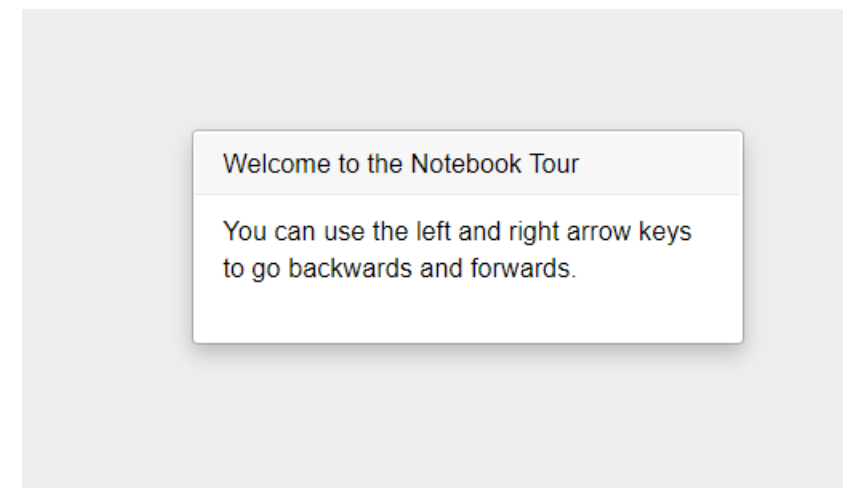 Welcome to the Notebook Tour
You can use the left and right arrow keys
to go backwards and forwards.